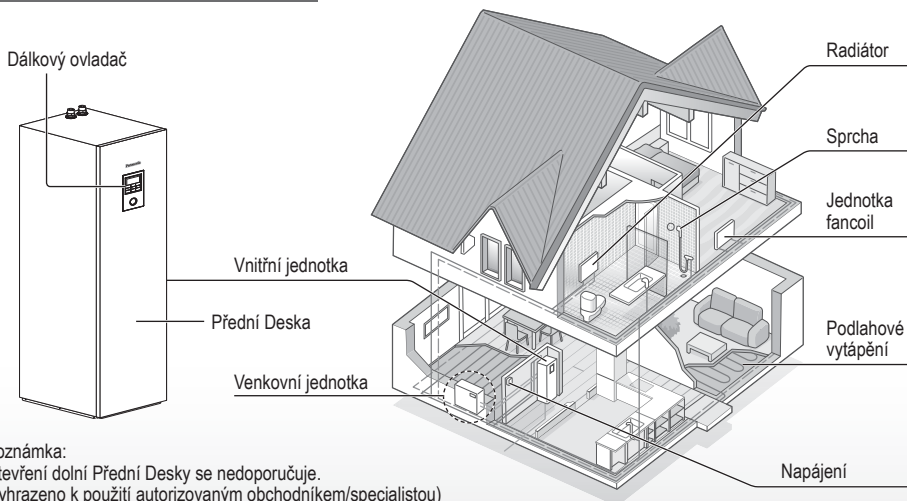 Dálkový ovladač
Radiátor
Sprcha
Jednotka
fancoil
Vnitřní jednotka
Přední Deska
Podlahové
vytápění
Venkovní jednotka
Napájení
oznámka:
tevření dolní Přední Desky se nedoporučuje.
yhrazeno k použití autorizovaným obchodníkem/specialistou)